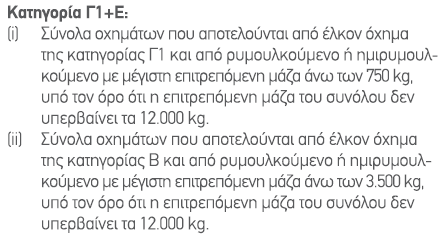 Κατηγορία Γ1+Ε:
(i) Σύνολα οχημάτων που αποτελούνται από έλκον όχημα
της κατηγορίας Γ1 και από ρυμουλκούμενο ή ημιρυμουλ-
κούμενο με μέγιστη επιτρεπόμενη μάζα άνω των 750 kg,
υπό τον όρο ότι η επιτρεπόμενη μάζα του συνόλου δεν
υπερβαίνει τα 12.000 kg.
(ii) Σύνολα οχημάτων που αποτελούνται από έλκον όχημα
της κατηγορίας Β και από ρυμουλκούμενο ή ημιρυμουλ-
κούμενο με μέγιστη επιτρεπόμενη μάζα άνω των 3.500 kg,
υπό τον όρο ότι η επιτρεπόμενη μάζα του συνόλου δεν
υπερβαίνει τα 12.000 kg.